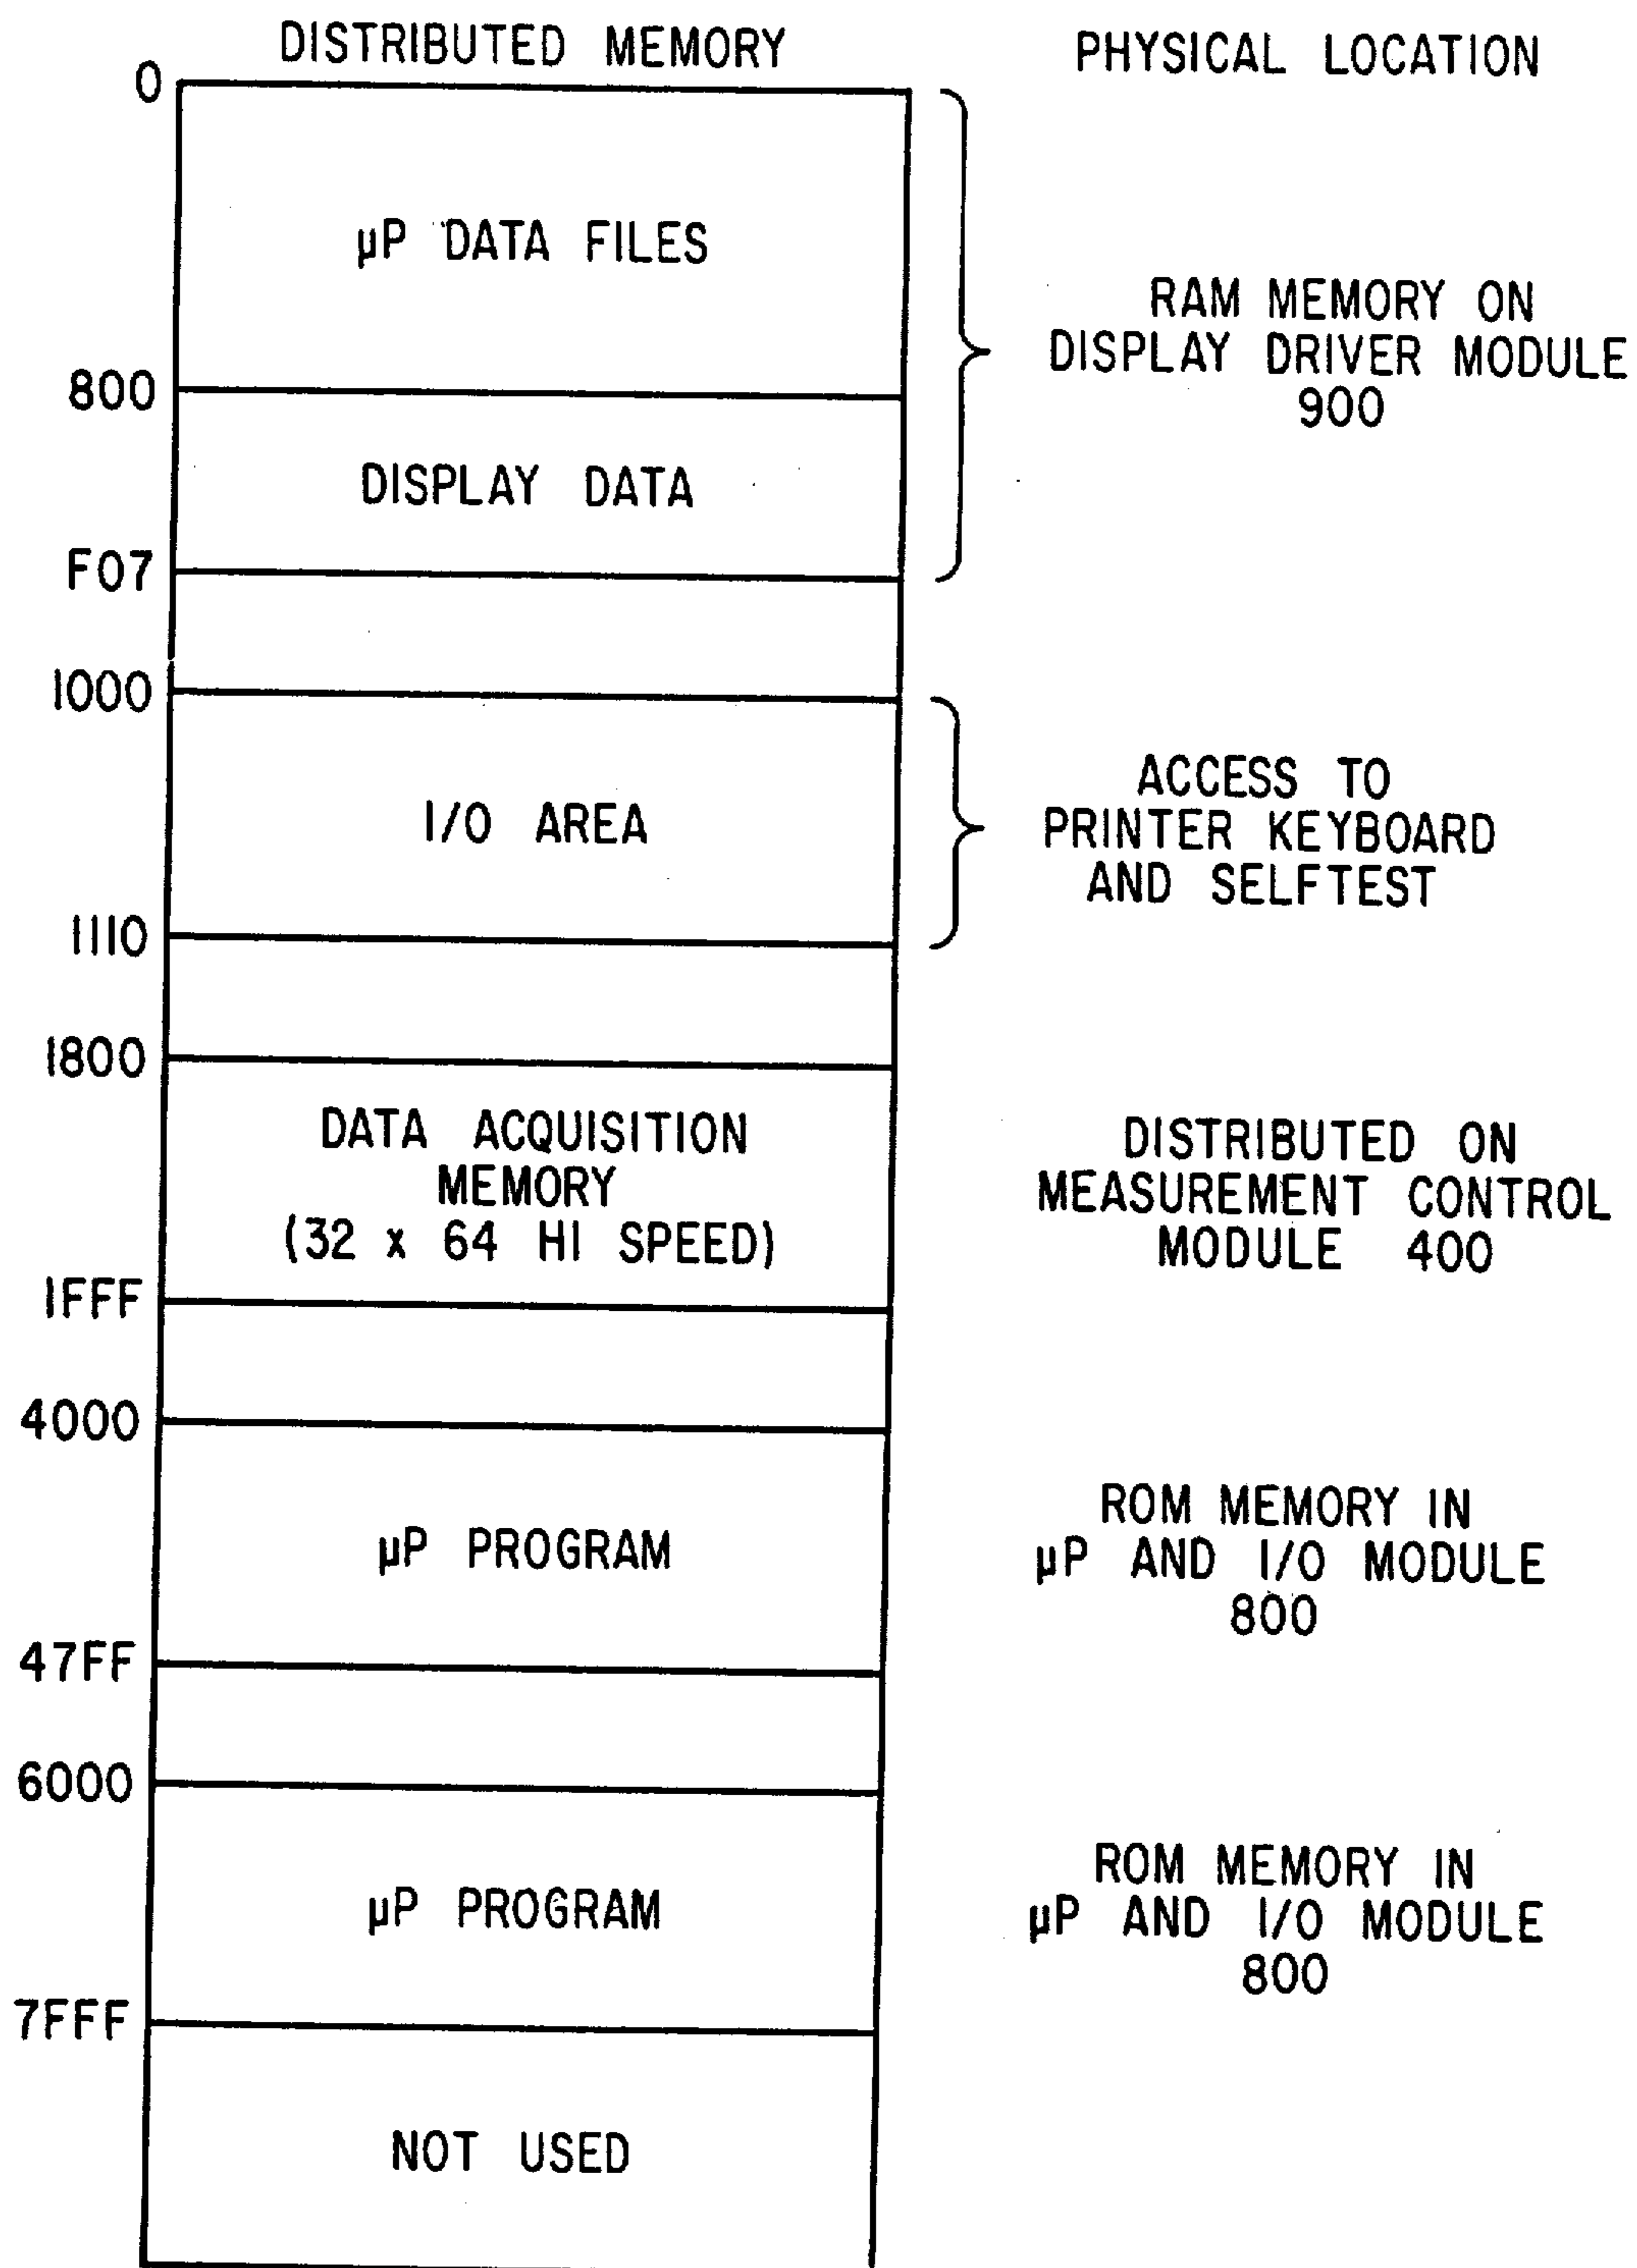 DISTRIBUTED MEMORY
PHYSICAL LOCATION
0
µP DATA FILES
RAM MEMORY ON
DISPLAY DRIVER MODULE
900
800
DISPLAY DATA
F07
1000
I/O AREA
ACCESS TO
PRINTER KEYBOARD
AND SELFTEST
1110
1800
DATA ACQUISITION
MEMORY
(32 x 64 HI SPEED)
DISTRIBUTED ON
MEASUREMENT CONTROL
MODULE 400
1FFF
4000
µP PROGRAM
ROM MEMORY IN
µP AND I/O MODULE
800
47FF
6000
µP PROGRAM
ROM MEMORY IN
µP AND I/O MODULE
800
7FFF
NOT USED